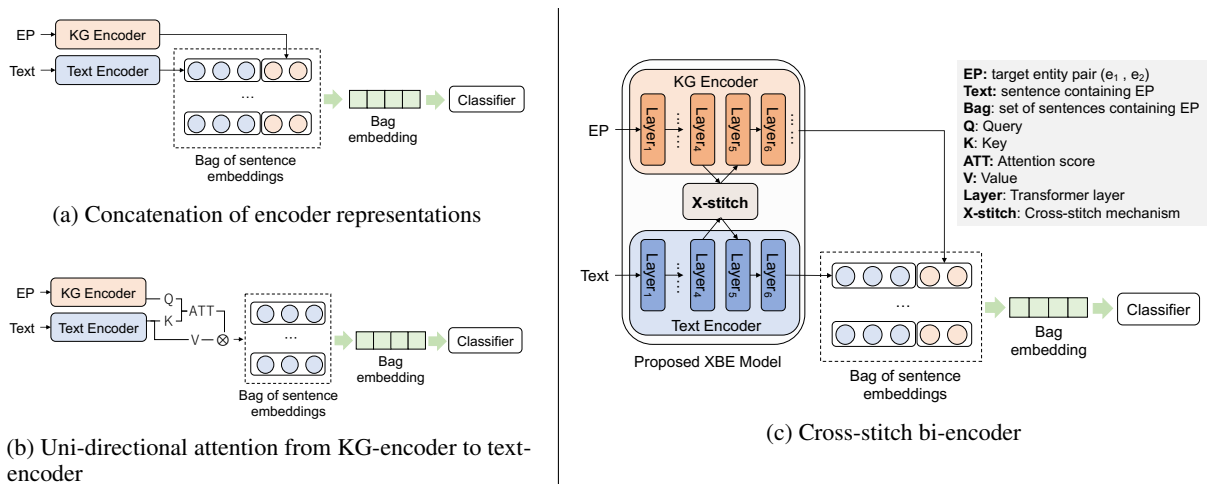 EP
KG Encoder
Text
Text Encoder
...
Bag of sentence
embeddings
Bag
embedding
Classifier
(a) Concatenation of encoder representations
EP
KG Encoder
Q
ATT
Text
Text Encoder
K
V
⊗
...
Bag of sentence
embeddings
Bag
embedding
Classifier
(b) Uni-directional attention from KG-encoder to text-
encoder
KG Encoder
EP
Layer1
......
Layer4
Layer5
Layer6
......
X-stitch
Text
Layer1
......
Layer4
Layer5
Layer6
Text Encoder
Proposed XBE Model
...
Bag of sentence
embeddings
Bag
embedding
Classifier
EP: target entity pair (e1 , e2)
Text: sentence containing EP
Bag: set of sentences containing EP
Q: Query
K: Key
ATT: Attention score
V: Value
Layer: Transformer layer
X-stitch: Cross-stitch mechanism
(c) Cross-stitch bi-encoder